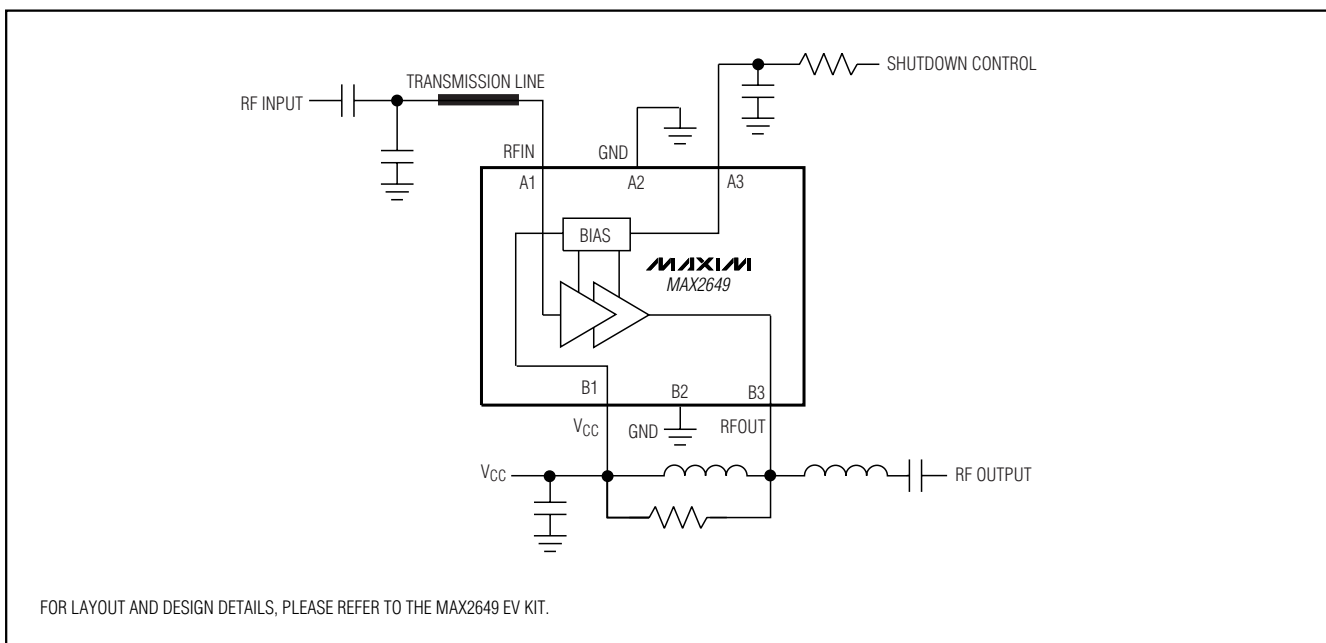 SHUTDOWN CONTROL
TRANSMISSION LINE
RF INPUT
RFIN
GND
A1
A2
A3
BIAS
MAXIM
MAX2649
B1
B2
B3
VCC
GND
RFOUT
VCC
RF OUTPUT
FOR LAYOUT AND DESIGN DETAILS, PLEASE REFER TO THE MAX2649 EV KIT.